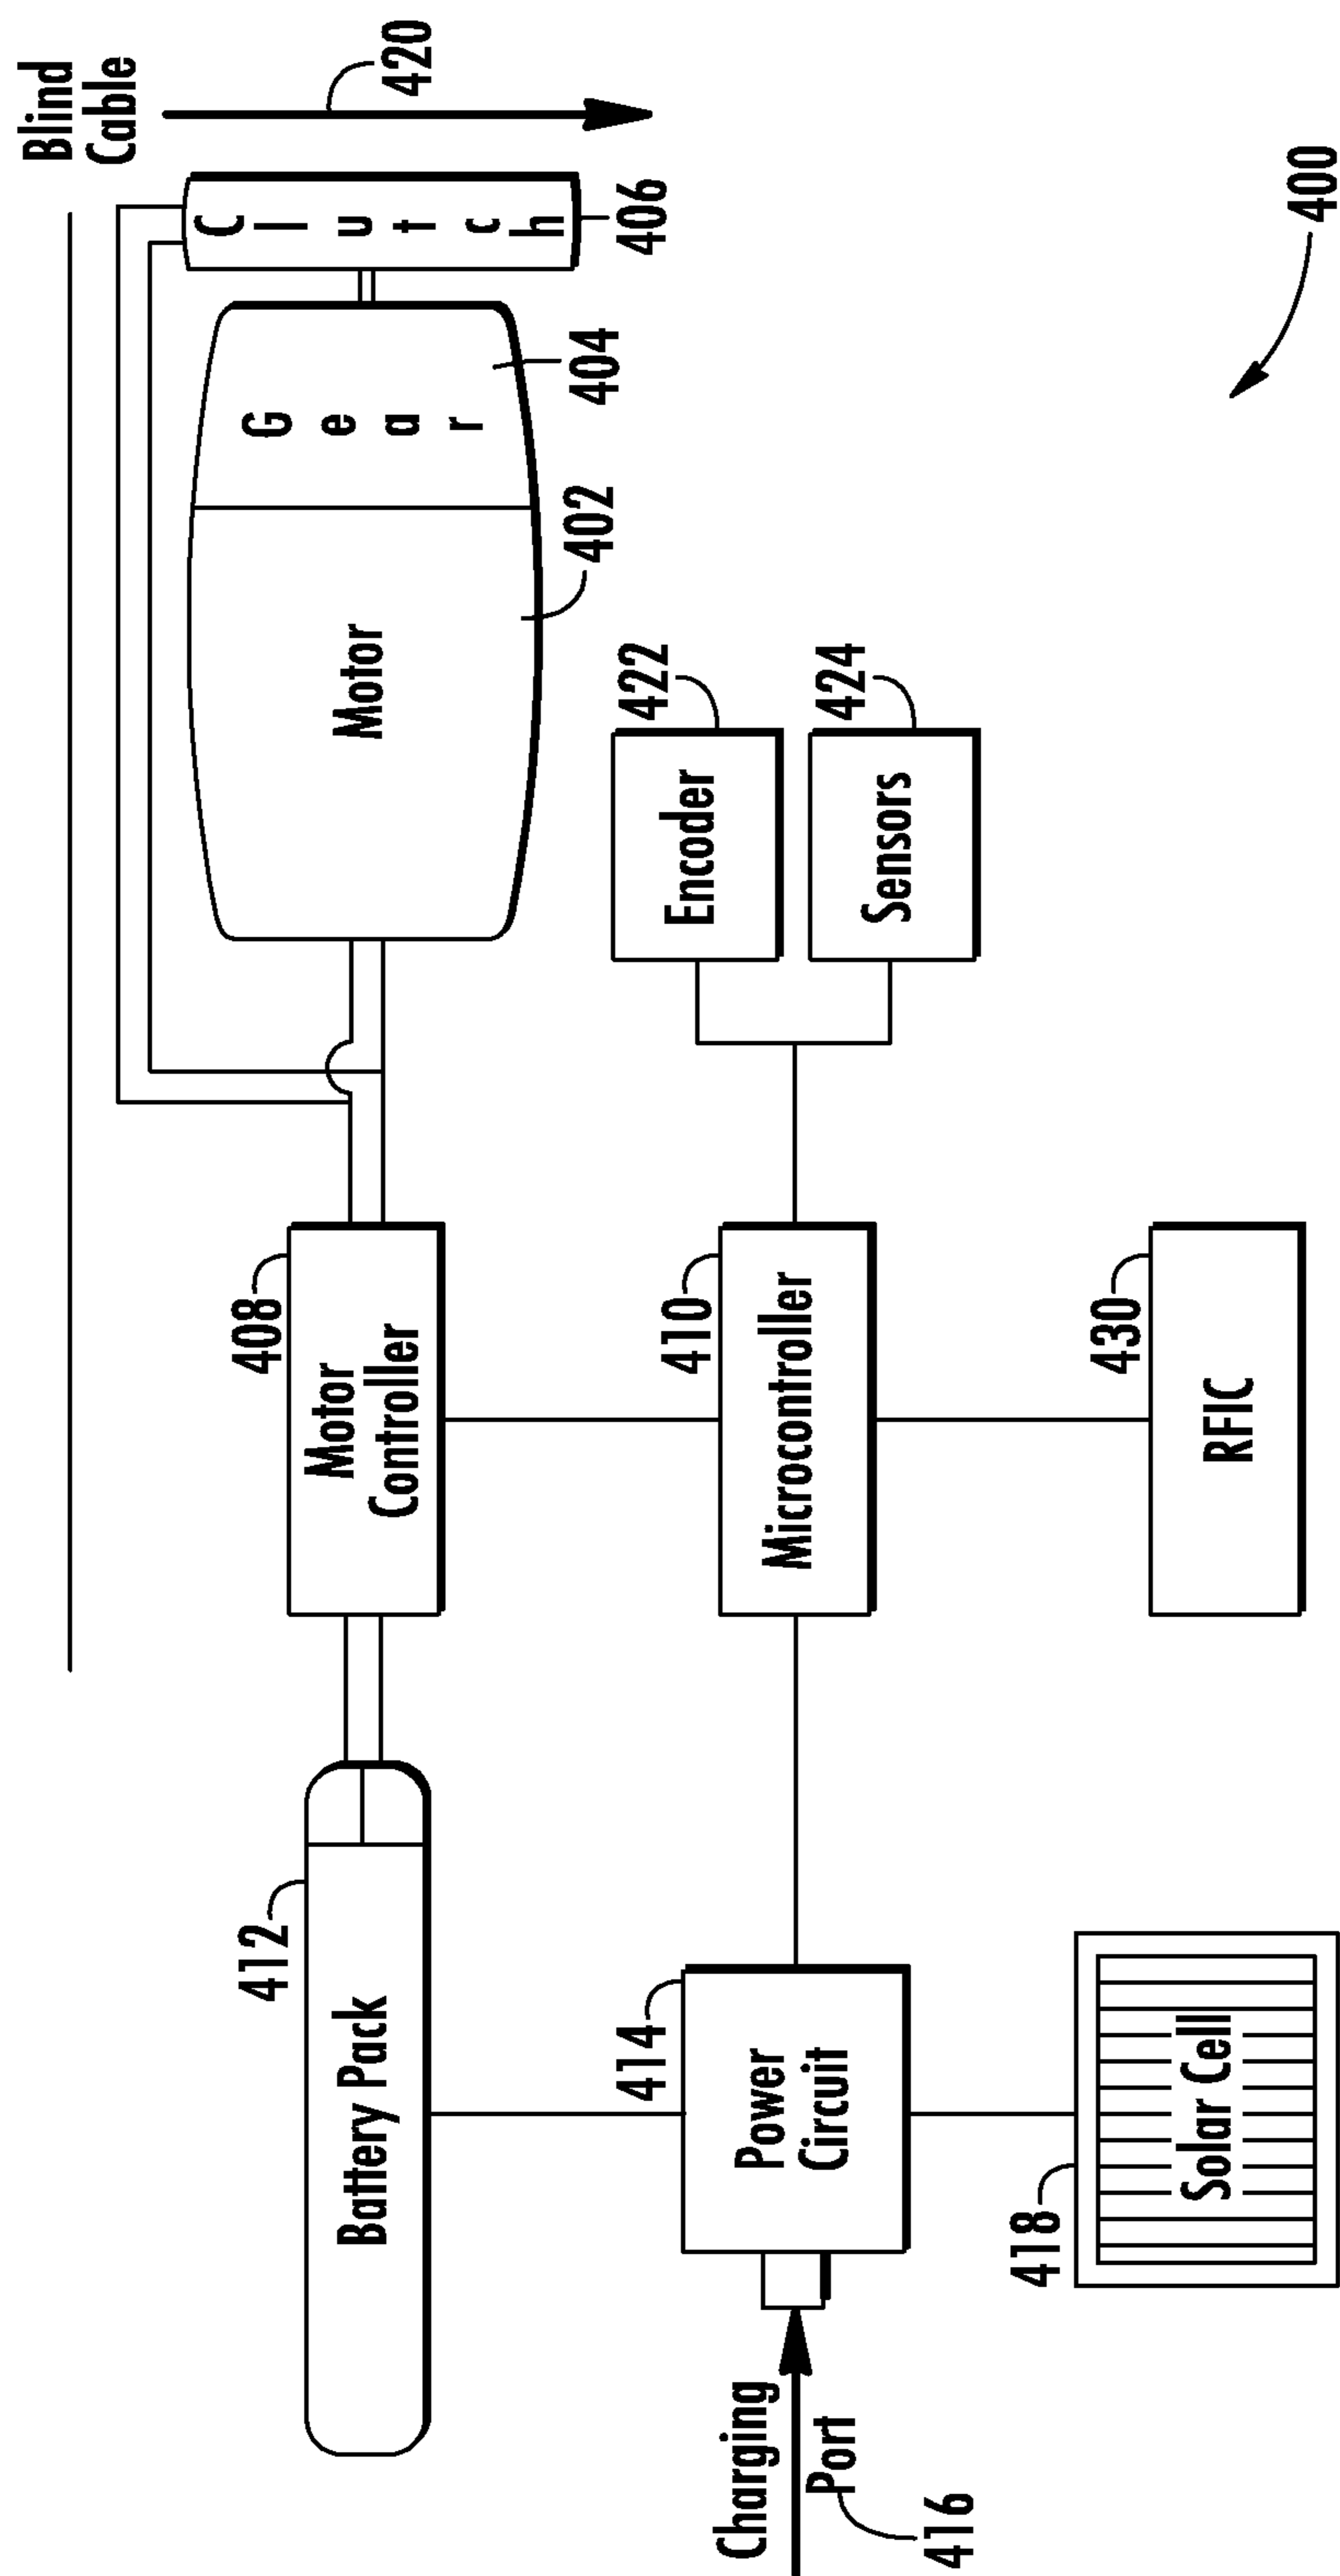 Blind
Cable
420
Clutch
406
Gear
404
Motor
402
400
Encoder
422
Sensors
424
408
Motor
Controller
410
Microcontroller
430
RFIC
412
Battery Pack
414
Power
Circuit
418
Solar Cell
Charging
Port
416